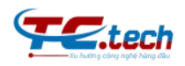 TC.tech
Xu hướng công nghệ hàng đầu